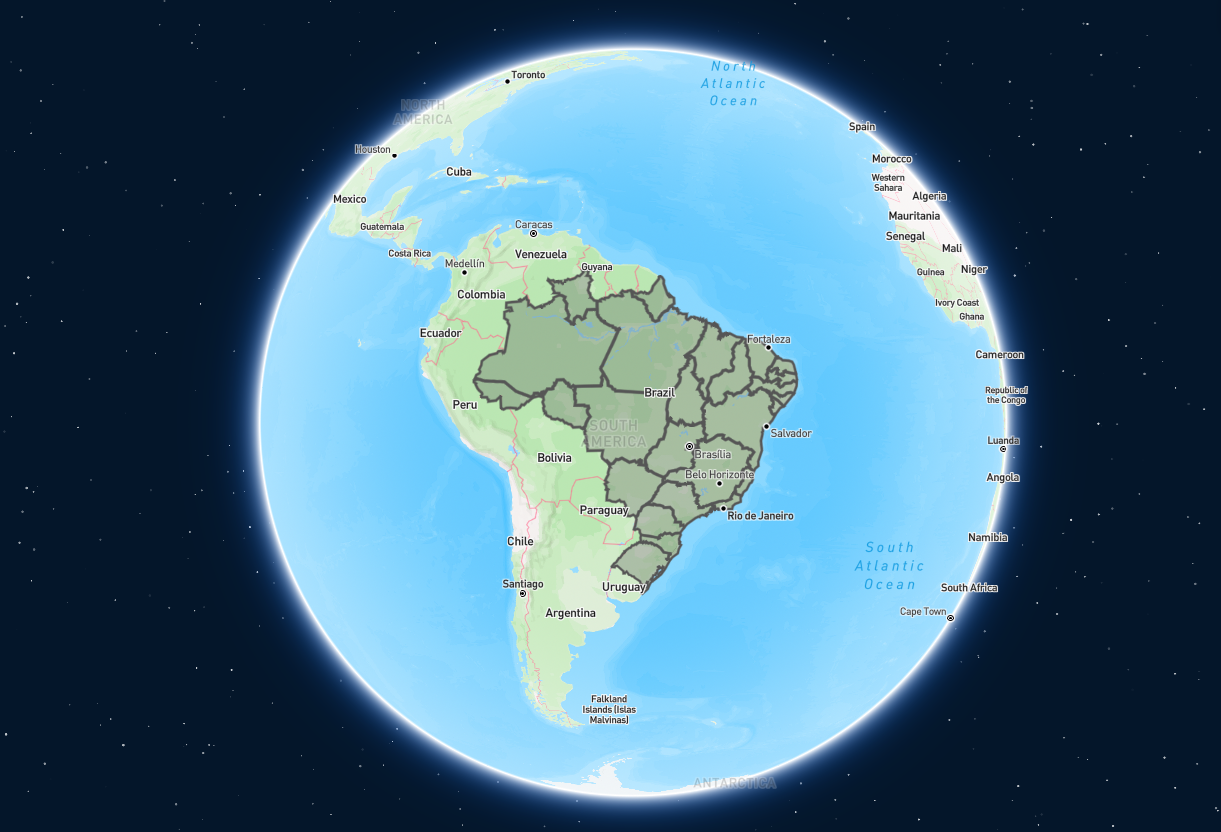 North
Atlantic
Ocean
Toronto
NORTH
AMERICA
Spain
Houston
Morocco
Cuba
Western
Sahara
Mexico
Algeria
Mauritania
Guatemala
Caracas
Senegal
Costa Rica
Venezuela
Mali
Medellín
Guyana
Guinea
Niger
Colombia
Ivory Coast
Ghana
Ecuador
Fortaleza
Cameroon
Brazil
Republic of
the Congo
Peru
SOUTH
AMERICA
Salvador
Luanda
Brasília
Bolivia
Belo Horizonte
Angola
Paraguay
Rio de Janeiro
Chile
Namibia
South
Atlantic
Ocean
Santiago
Uruguay
South Africa
Argentina
Cape Town
Falkland
Islands (Islas
Malvinas)
ANTARCTICA